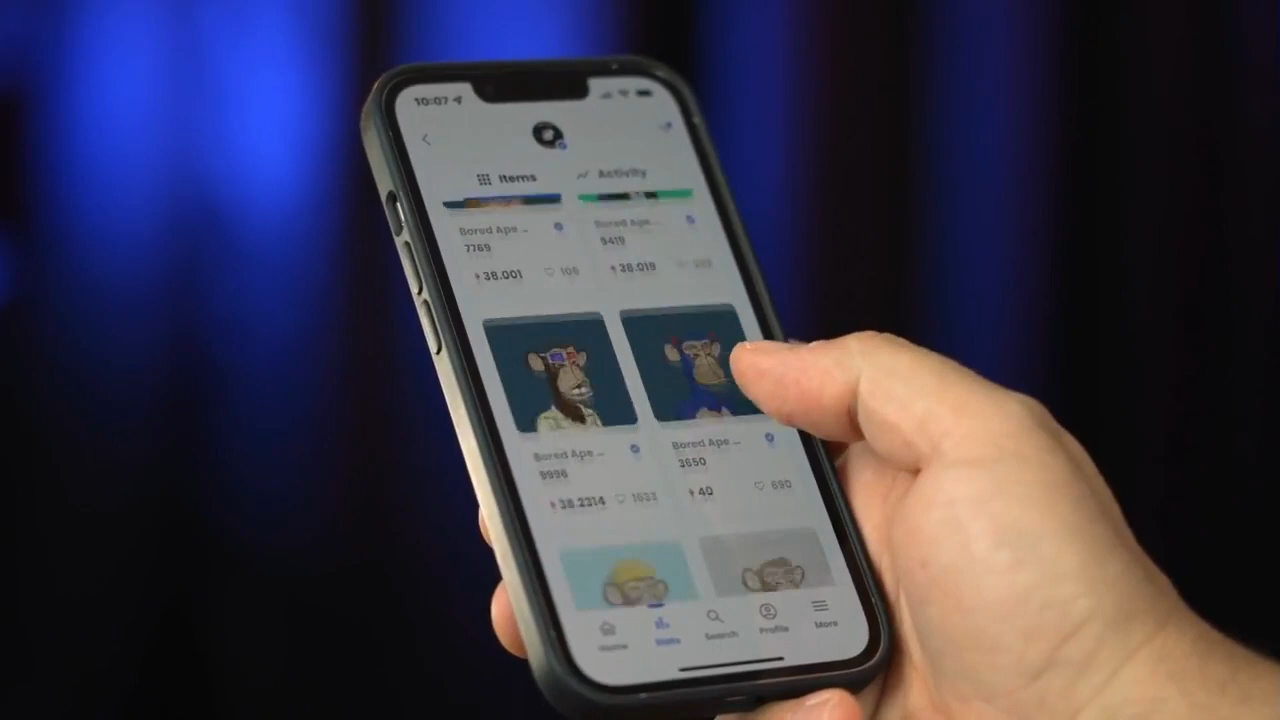 10:07
Items
Activity
Bored Ape ...
7769
38.001
106
Bored Ape ...
9419
38.019
Bored Ape ...
9996
38.2314
1633
Bored Ape ...
3650
40
690
Home
Stats
Search
Profile
More